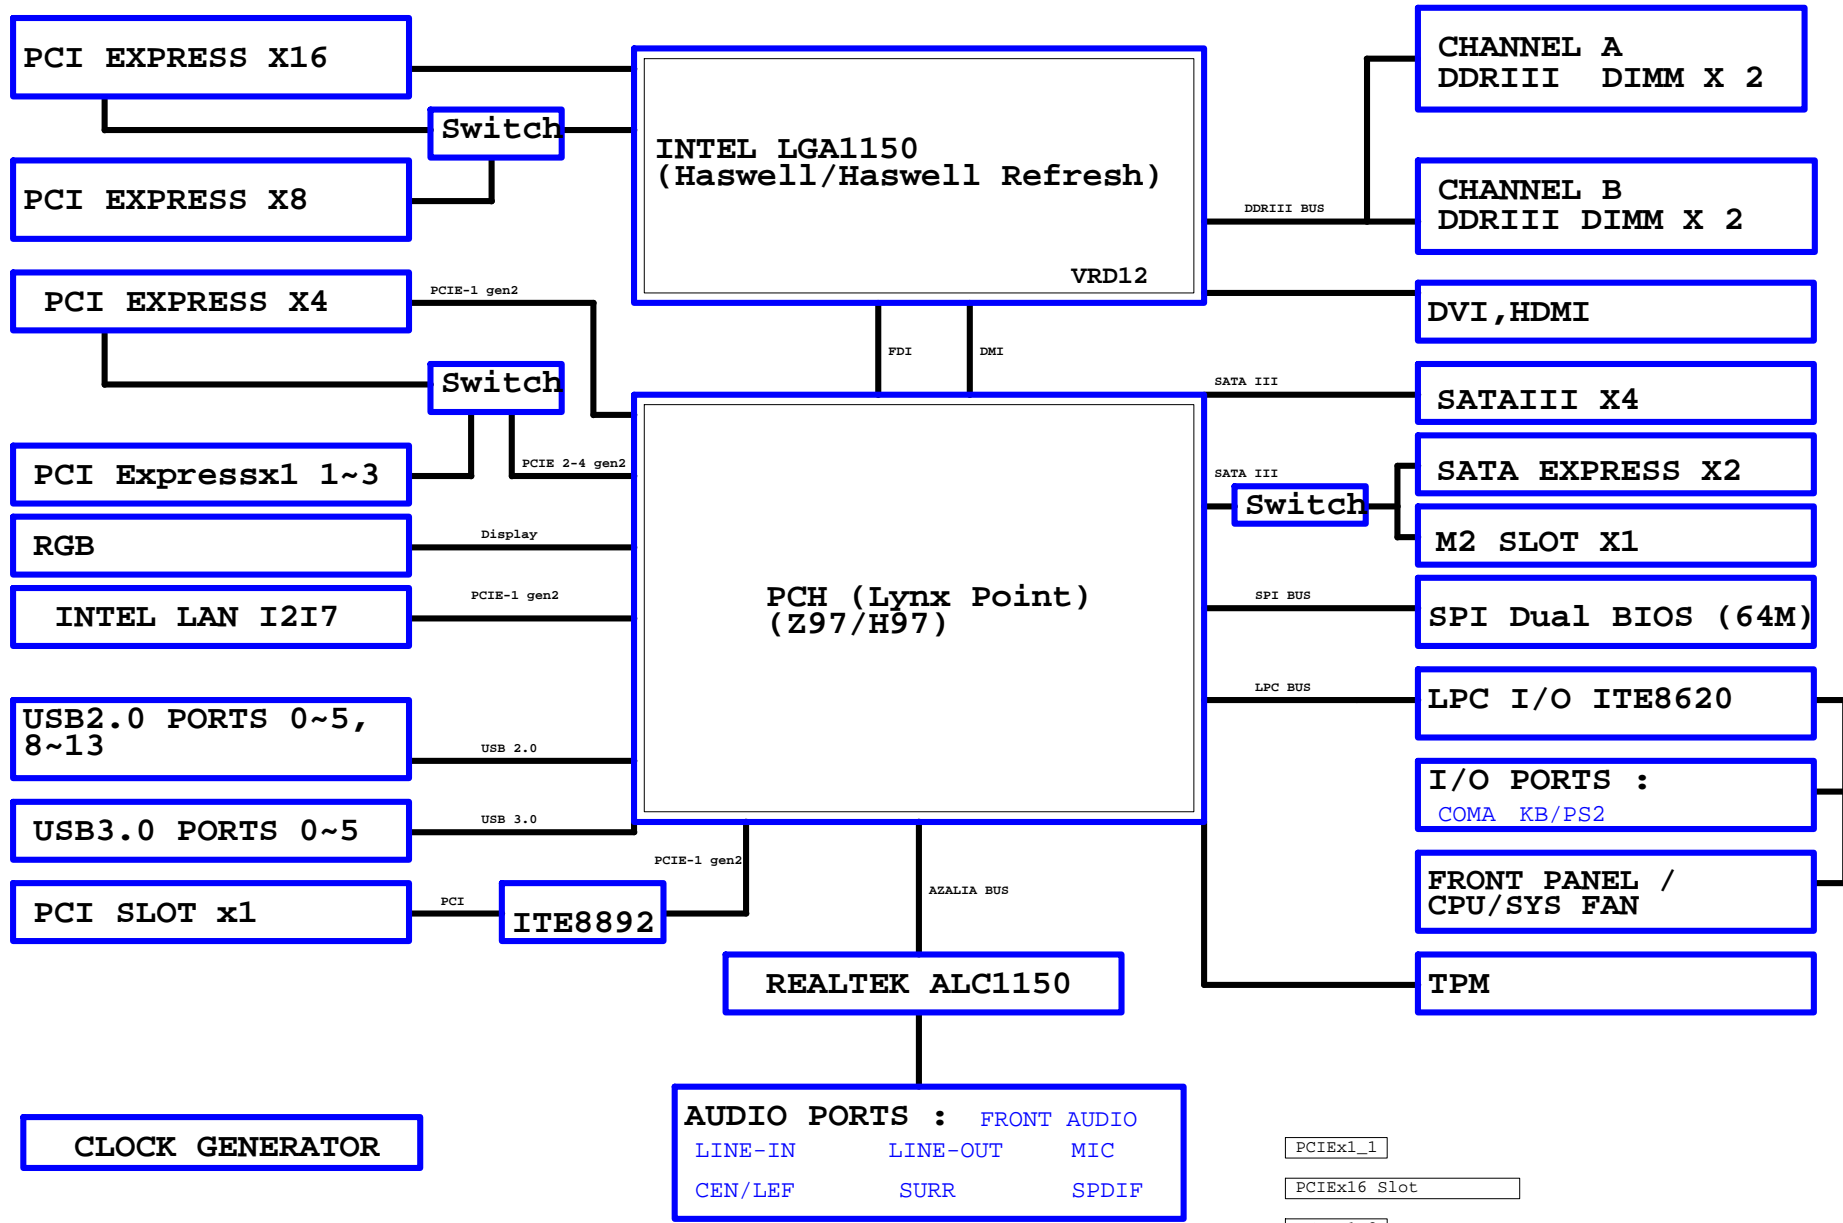 PCI EXPRESS X16
Switch
PCI EXPRESS X8
INTEL LGA1150
(Haswell/Haswell Refresh)
VRD12
CHANNEL A
DDRIII DIMM X 2
DDRIII BUS
CHANNEL B
DDRIII DIMM X 2
PCI EXPRESS X4
PCIE-1 gen2
DVI,HDMI
FDI
DMI
Switch
PCI Expressx1 1~3
PCIE 2-4 gen2
SATA III
SATAIII X4
SATA III
Switch
SATA EXPRESS X2
M2 SLOT X1
RGB
Display
INTEL LAN I2I7
PCIE-1 gen2
PCH (Lynx Point)
(Z97/H97)
SPI BUS
SPI Dual BIOS (64M)
LPC BUS
LPC I/O ITE8620
USB2.0 PORTS 0~5,
8~13
USB 2.0
I/O PORTS :
COMA KB/PS2
USB3.0 PORTS 0~5
USB 3.0
PCIE-1 gen2
FRONT PANEL /
CPU/SYS FAN
PCI SLOT x1
PCI
ITE8892
AZALIA BUS
REALTEK ALC1150
TPM
AUDIO PORTS : FRONT AUDIO
LINE-IN LINE-OUT MIC
CEN/LEF SURR SPDIF
CLOCK GENERATOR
PCIEx1_1
PCIEx16 Slot